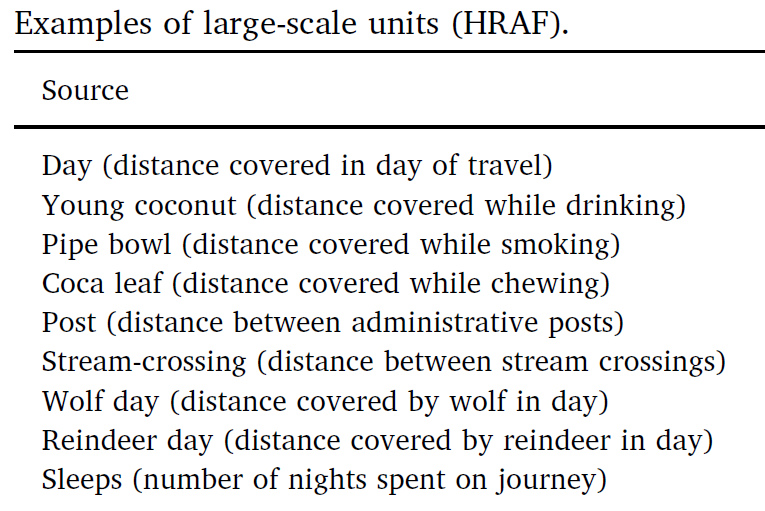 Examples of large-scale units (HRAF).
Source
Day (distance covered in day of travel)
Young coconut (distance covered while drinking)
Pipe bowl (distance covered while smoking)
Coca leaf (distance covered while chewing)
Post (distance between administrative posts)
Stream-crossing (distance between stream crossings)
Wolf day (distance covered by wolf in day)
Reindeer day (distance covered by reindeer in day)
Sleeps (number of nights spent on journey)